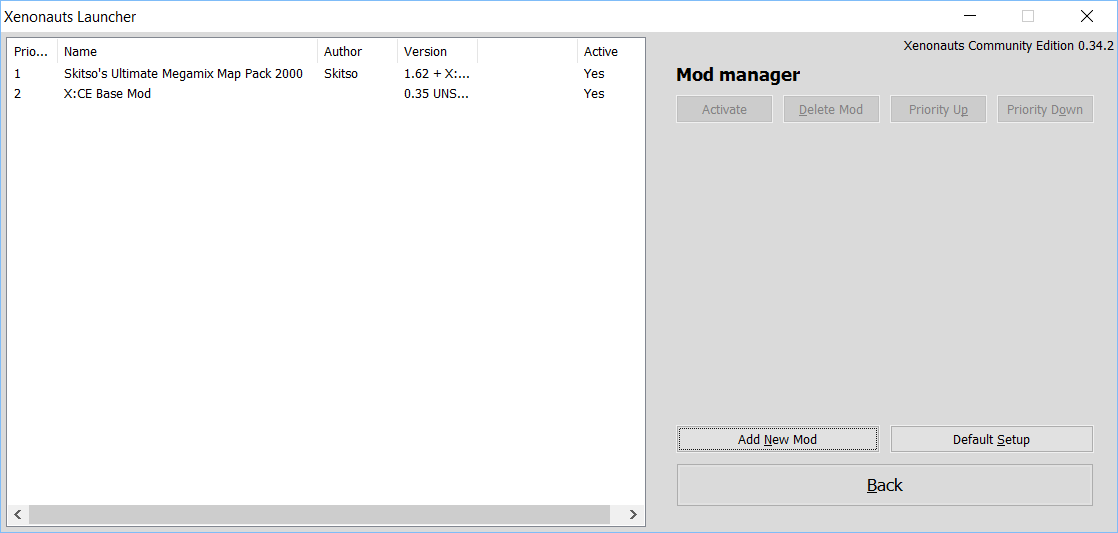 Xenonauts Launcher
Xenonauts Community Edition 0.34.2
Prio... Name Author Version Active
1 Skitso's Ultimate Megamix Map Pack 2000 Skitso 1.62 + X:... Yes
2 X:CE Base Mod 0.35 UNS... Yes
Mod manager
Activate Delete Mod Priority Up Priority Down
Add New Mod Default Setup
Back